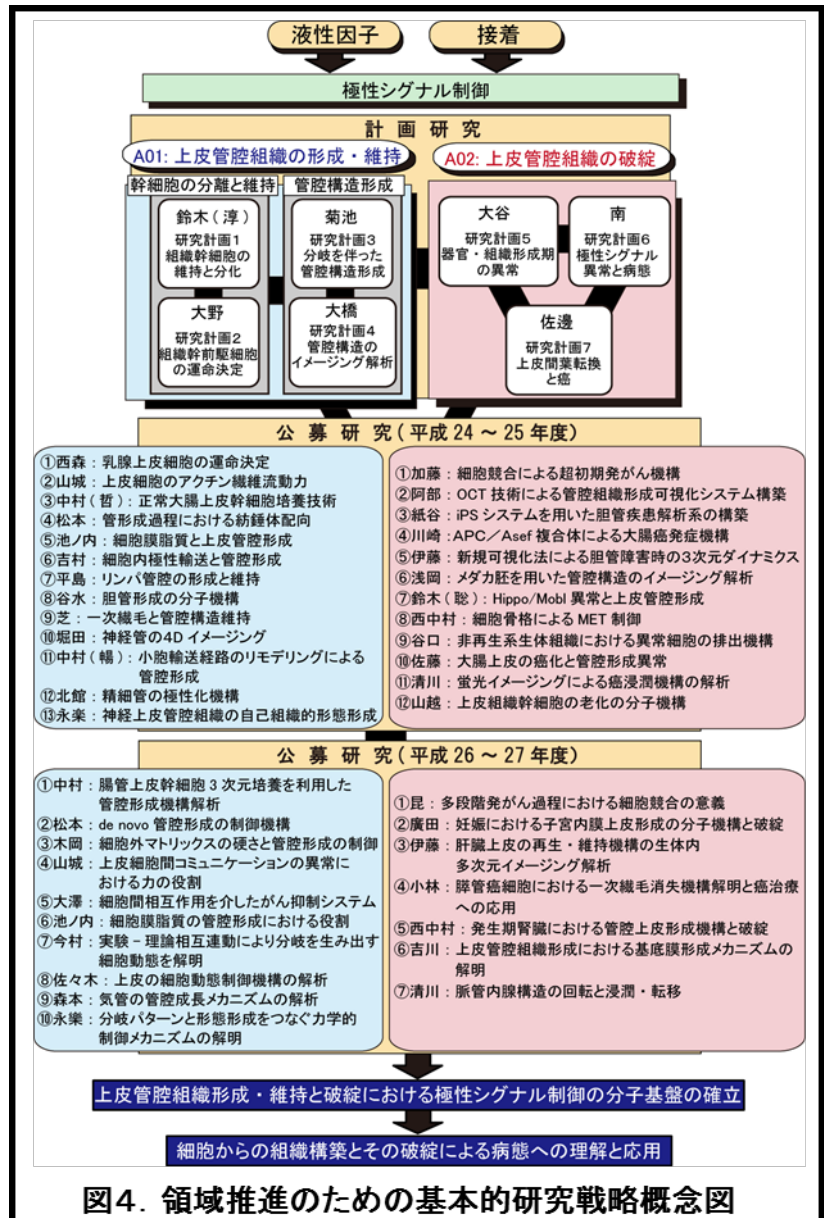 液性因子
接着
極性シグナル制御
計画研究
A01: 上皮管腔組織の形成・維持
A02: 上皮管腔組織の破綻
幹細胞の分離と維持
管腔構造形成
鈴木(淳)
研究計画1
組織幹細胞の
維持と分化
菊池
研究計画3
分岐を伴った
管腔構造形成
大野
研究計画2
組織幹前駆細胞
の運命決定
大橋
研究計画4
管腔構造の
イメージング解析
大谷
研究計画5
器官・組織形成期
の異常
南
研究計画6
極性シグナル
異常と病態
佐邊
研究計画7
上皮間葉転換
と癌
公募研究(平成24～25年度)
①西森：乳腺上皮細胞の運命決定
②山城：上皮細胞のアクチン繊維流動力
③中村(哲)：正常大腸上皮幹細胞培養技術
④松本：管形成過程における紡錘体配向
⑤池ノ内：細胞膜脂質と上皮管腔形成
⑥吉村：細胞内極性輸送と管腔形成
⑦平島：リンパ管腔の形成と維持
⑧谷水：胆管形成の分子機構
⑨芝：一次繊毛と管腔構造維持
⑩堀田：神経管の4Dイメージング
⑪中村(暢)：小胞輸送経路のリモデリングによる
管腔形成
⑫北舘：精細管の極性化機構
⑬永楽：神経上皮管腔組織の自己組織的形態形成
①加藤：細胞競合による超初期発がん機構
②阿部：OCT技術による管腔組織形成可視化システム構築
③紙谷：iPSシステムを用いた胆管疾患解析系の構築
④川崎：APC／Asef複合体による大腸癌発症機構
⑤伊藤：新規可視化法による胆管障害時の3次元ダイナミクス
⑥浅岡：メダカ胚を用いた管腔構造のイメージング解析
⑦鈴木(聡)：Hippo/Mobl異常と上皮管腔形成
⑧西中村：細胞骨格によるMET制御
⑨谷口：非再生系生体組織における異常細胞の排出機構
⑩佐藤：大腸上皮の癌化と管腔形成異常
⑪清川：蛍光イメージングによる癌浸潤機構の解析
⑫山越：上皮組織幹細胞の老化の分子機構
公募研究(平成26～27年度)
①中村：腸管上皮幹細胞3次元培養を利用した
管腔形成機構解析
②松本：de novo管腔形成の制御機構
③木岡：細胞外マトリックスの硬さと管腔形成の制御
④山城：上皮細胞間コミュニケーションの異常に
おける力の役割
⑤大澤：細胞間相互作用を介したがん抑制システム
⑥池ノ内：細胞膜脂質の管腔形成における役割
⑦今村：実験－理論相互連動により分岐を生み出す
細胞動態を解明
⑧佐々木：上皮の細胞動態制御機構の解析
⑨森本：気管の管腔成長メカニズムの解析
⑩永樂：分岐パターンと形態形成をつなぐ力学的
制御メカニズムの解明
①昆：多段階発がん過程における細胞競合の意義
②廣田：妊娠における子宮内膜上皮形成の分子機構と破綻
③伊藤：肝臓上皮の再生・維持機構の生体内
多次元イメージング解析
④小林：膵管癌細胞における一次繊毛消失機構解明と癌治療
への応用
⑤西中村：発生期腎臓における管腔上皮形成機構と破綻
⑥吉川：上皮管腔組織形成における基底膜形成メカニズムの
解明
⑦清川：脈管内腺構造の回転と浸潤・転移
上皮管腔組織形成・維持と破綻における極性シグナル制御の分子基盤の確立
細胞からの組織構築とその破綻による病態への理解と応用
図4．領域推進のための基本的研究戦略概念図